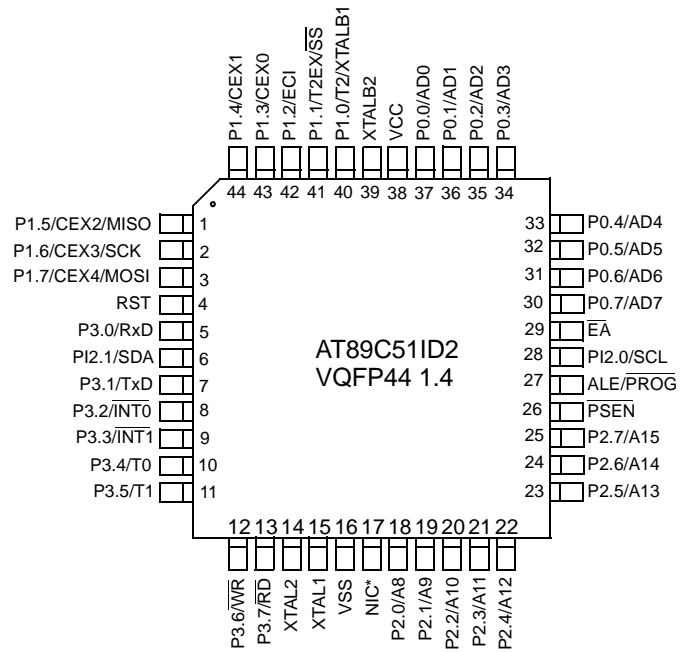 P1.4/CEX1
P1.3/CEX0
P1.2/ECI
P1.1/T2EX/S̅S̅
P1.0/T2/XTALB1
XTALB2
VCC
P0.0/AD0
P0.1/AD1
P0.2/AD2
P0.3/AD3
44 43 42 41 40 39 38 37 36 35 34
P1.5/CEX2/MISO 1
P1.6/CEX3/SCK 2
P1.7/CEX4/MOSI 3
RST 4
P3.0/RxD 5
PI2.1/SDA 6
P3.1/TxD 7
P3.2/I̅N̅T̅0̅ 8
P3.3/I̅N̅T̅1̅ 9
P3.4/T0 10
P3.5/T1 11
AT89C51ID2
VQFP44 1.4
33 P0.4/AD4
32 P0.5/AD5
31 P0.6/AD6
30 P0.7/AD7
29 E̅A̅
28 PI2.0/SCL
27 ALE/P̅R̅O̅G̅
26 P̅S̅E̅N̅
25 P2.7/A15
24 P2.6/A14
23 P2.5/A13
12 13 14 15 16 17 18 19 20 21 22
P3.6/W̅R̅
P3.7/R̅D̅
XTAL2
XTAL1
VSS
NIC*
P2.0/A8
P2.1/A9
P2.2/A10
P2.3/A11
P2.4/A12